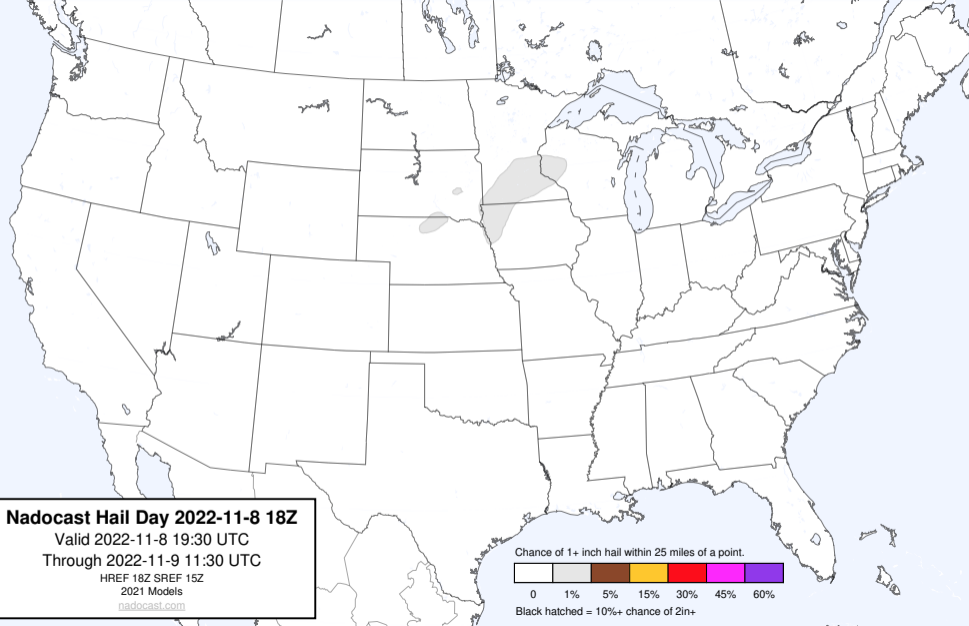 Nadocast Hail Day 2022-11-8 18Z
Valid 2022-11-8 19:30 UTC
Through 2022-11-9 11:30 UTC
HREF 18Z SREF 15Z
2021 Models
nadocast.com
Chance of 1+ inch hail within 25 miles of a point.
0 1% 5% 15% 30% 45% 60%
Black hatched = 10%+ chance of 2in+